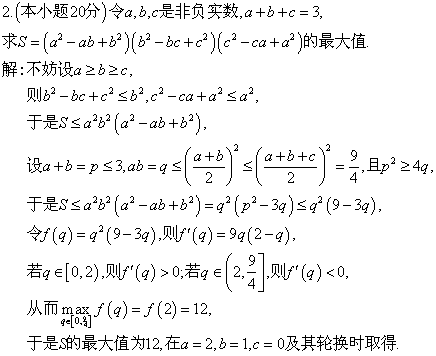 2.(本小题20分)令a,b,c是非负实数,a+b+c=3,
求S=(a²-ab+b²)(b²-bc+c²)(c²-ca+a²)的最大值.
解:不妨设a≥b≥c,
则b²-bc+c²≤b²,c²-ca+a²≤a²,
于是S≤a²b²(a²-ab+b²),
设a+b=p≤3,ab=q≤((a+b)/2)²≤((a+b+c)/2)²=9/4,且p²≥4q,
于是S≤a²b²(a²-ab+b²)=q²(p²-3q)≤q²(9-3q),
令f(q)=q²(9-3q),则f′(q)=9q(2-q),
若q∈[0,2),则f′(q)>0;若q∈(2,9/4],则f′(q)<0,
从而max q∈[0,9/4] f(q)=f(2)=12,
于是S的最大值为12,在a=2,b=1,c=0及其轮换时取得.